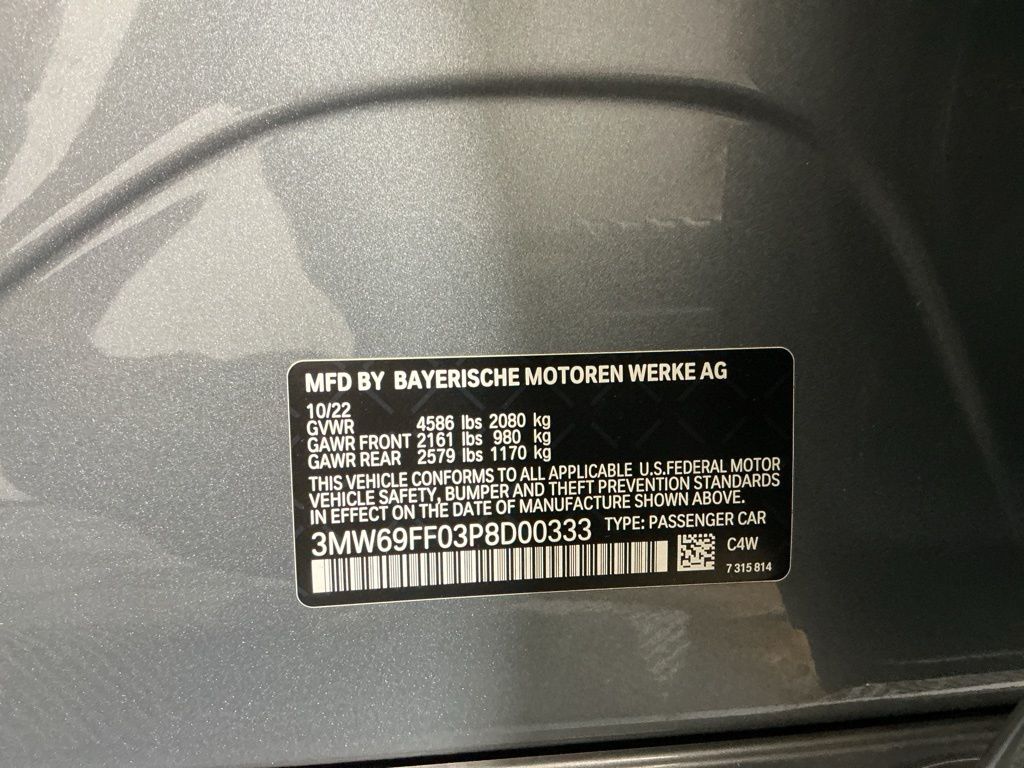 MFD BY BAYERISCHE MOTOREN WERKE AG
10/22
GVWR 4586 lbs 2080 kg
GAWR FRONT 2161 lbs 980 kg
GAWR REAR 2579 lbs 1170 kg
THIS VEHICLE CONFORMS TO ALL APPLICABLE U.S.FEDERAL MOTOR
VEHICLE SAFETY, BUMPER AND THEFT PREVENTION STANDARDS
IN EFFECT ON THE DATE OF MANUFACTURE SHOWN ABOVE.
3MW69FF03P8D00333 TYPE: PASSENGER CAR
C4W
7 315 814